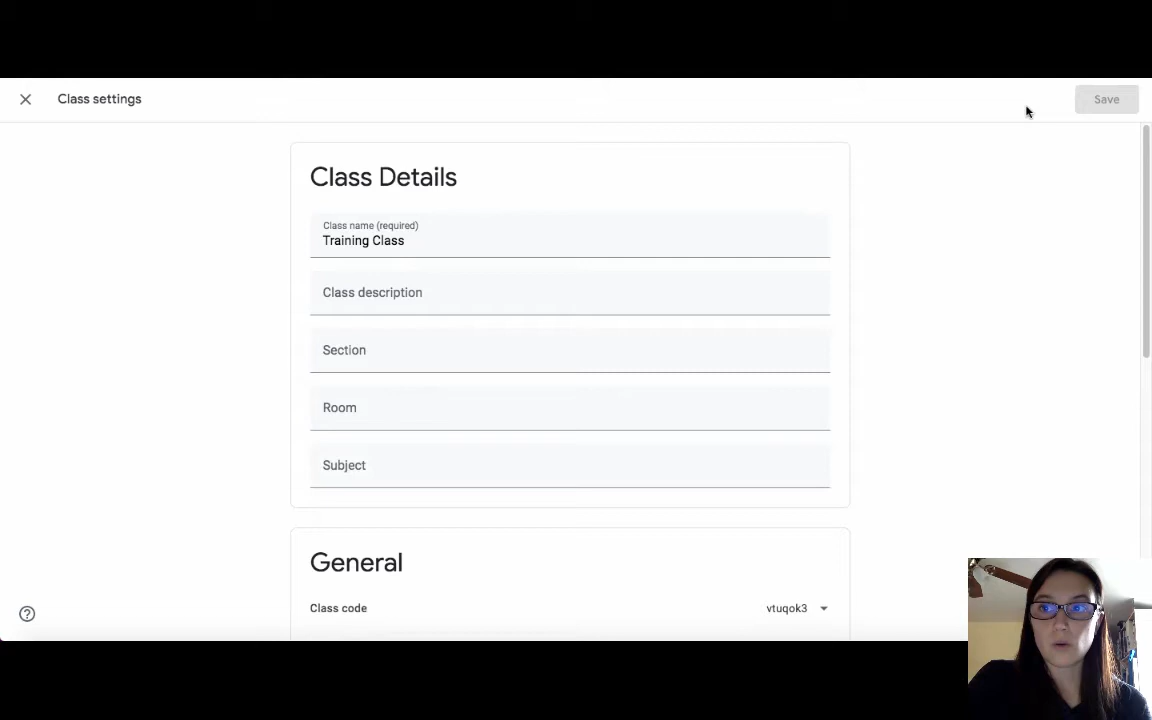 Class settings
Save
Class Details
Class name (required)
Training Class
Class description
Section
Room
Subject
General
Class code
vtuqok3